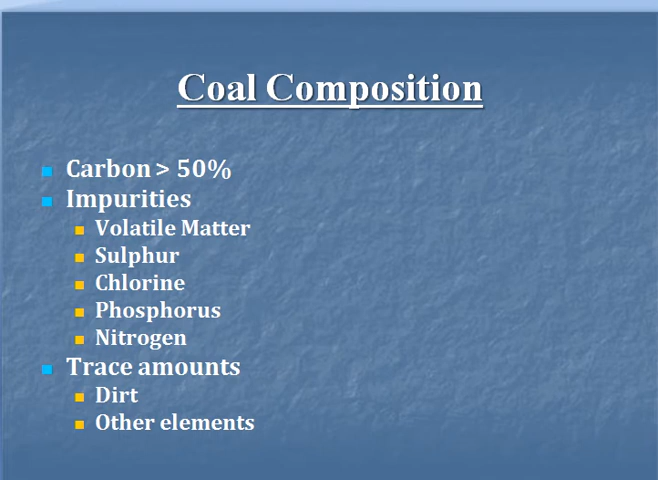 Coal Composition
Carbon > 50%
Impurities
Volatile Matter
Sulphur
Chlorine
Phosphorus
Nitrogen
Trace amounts
Dirt
Other elements